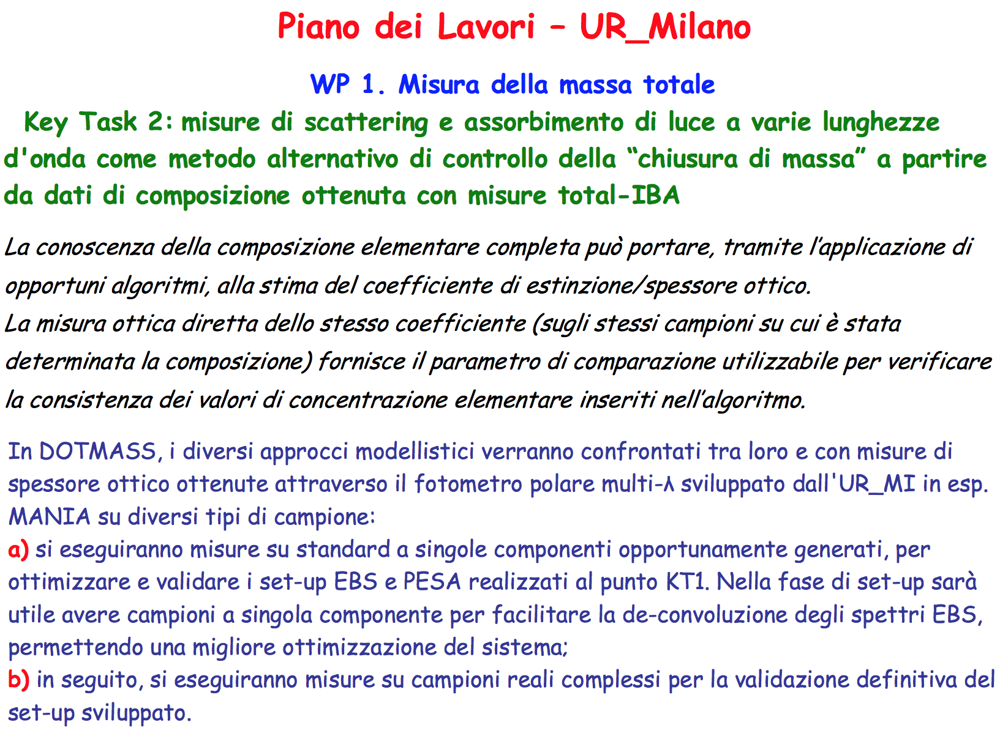 Piano dei Lavori – UR_Milano
WP 1. Misura della massa totale
Key Task 2: misure di scattering e assorbimento di luce a varie lunghezze
d'onda come metodo alternativo di controllo della “chiusura di massa” a partire
da dati di composizione ottenuta con misure total-IBA
La conoscenza della composizione elementare completa può portare, tramite l’applicazione di
opportuni algoritmi, alla stima del coefficiente di estinzione/spessore ottico.
La misura ottica diretta dello stesso coefficiente (sugli stessi campioni su cui è stata
determinata la composizione) fornisce il parametro di comparazione utilizzabile per verificare
la consistenza dei valori di concentrazione elementare inseriti nell’algoritmo.
In DOTMASS, i diversi approcci modellistici verranno confrontati tra loro e con misure di
spessore ottico ottenute attraverso il fotometro polare multi-λ sviluppato dall'UR_MI in esp.
MANIA su diversi tipi di campione:
a) si eseguiranno misure su standard a singole componenti opportunamente generati, per
ottimizzare e validare i set-up EBS e PESA realizzati al punto KT1. Nella fase di set-up sarà
utile avere campioni a singola componente per facilitare la de-convoluzione degli spettri EBS,
permettendo una migliore ottimizzazione del sistema;
b) in seguito, si eseguiranno misure su campioni reali complessi per la validazione definitiva del
set-up sviluppato.